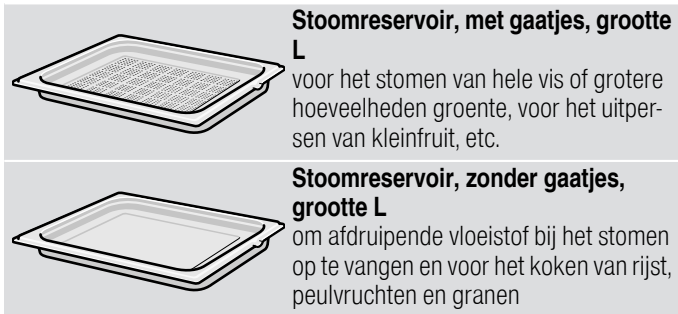 Stoomreservoir, met gaatjes, grootte
L
voor het stomen van hele vis of grotere
hoeveelheden groente, voor het uitper-
sen van kleinfruit, etc.
Stoomreservoir, zonder gaatjes,
grootte L
om afdruipende vloeistof bij het stomen
op te vangen en voor het koken van rijst,
peulvruchten en granen